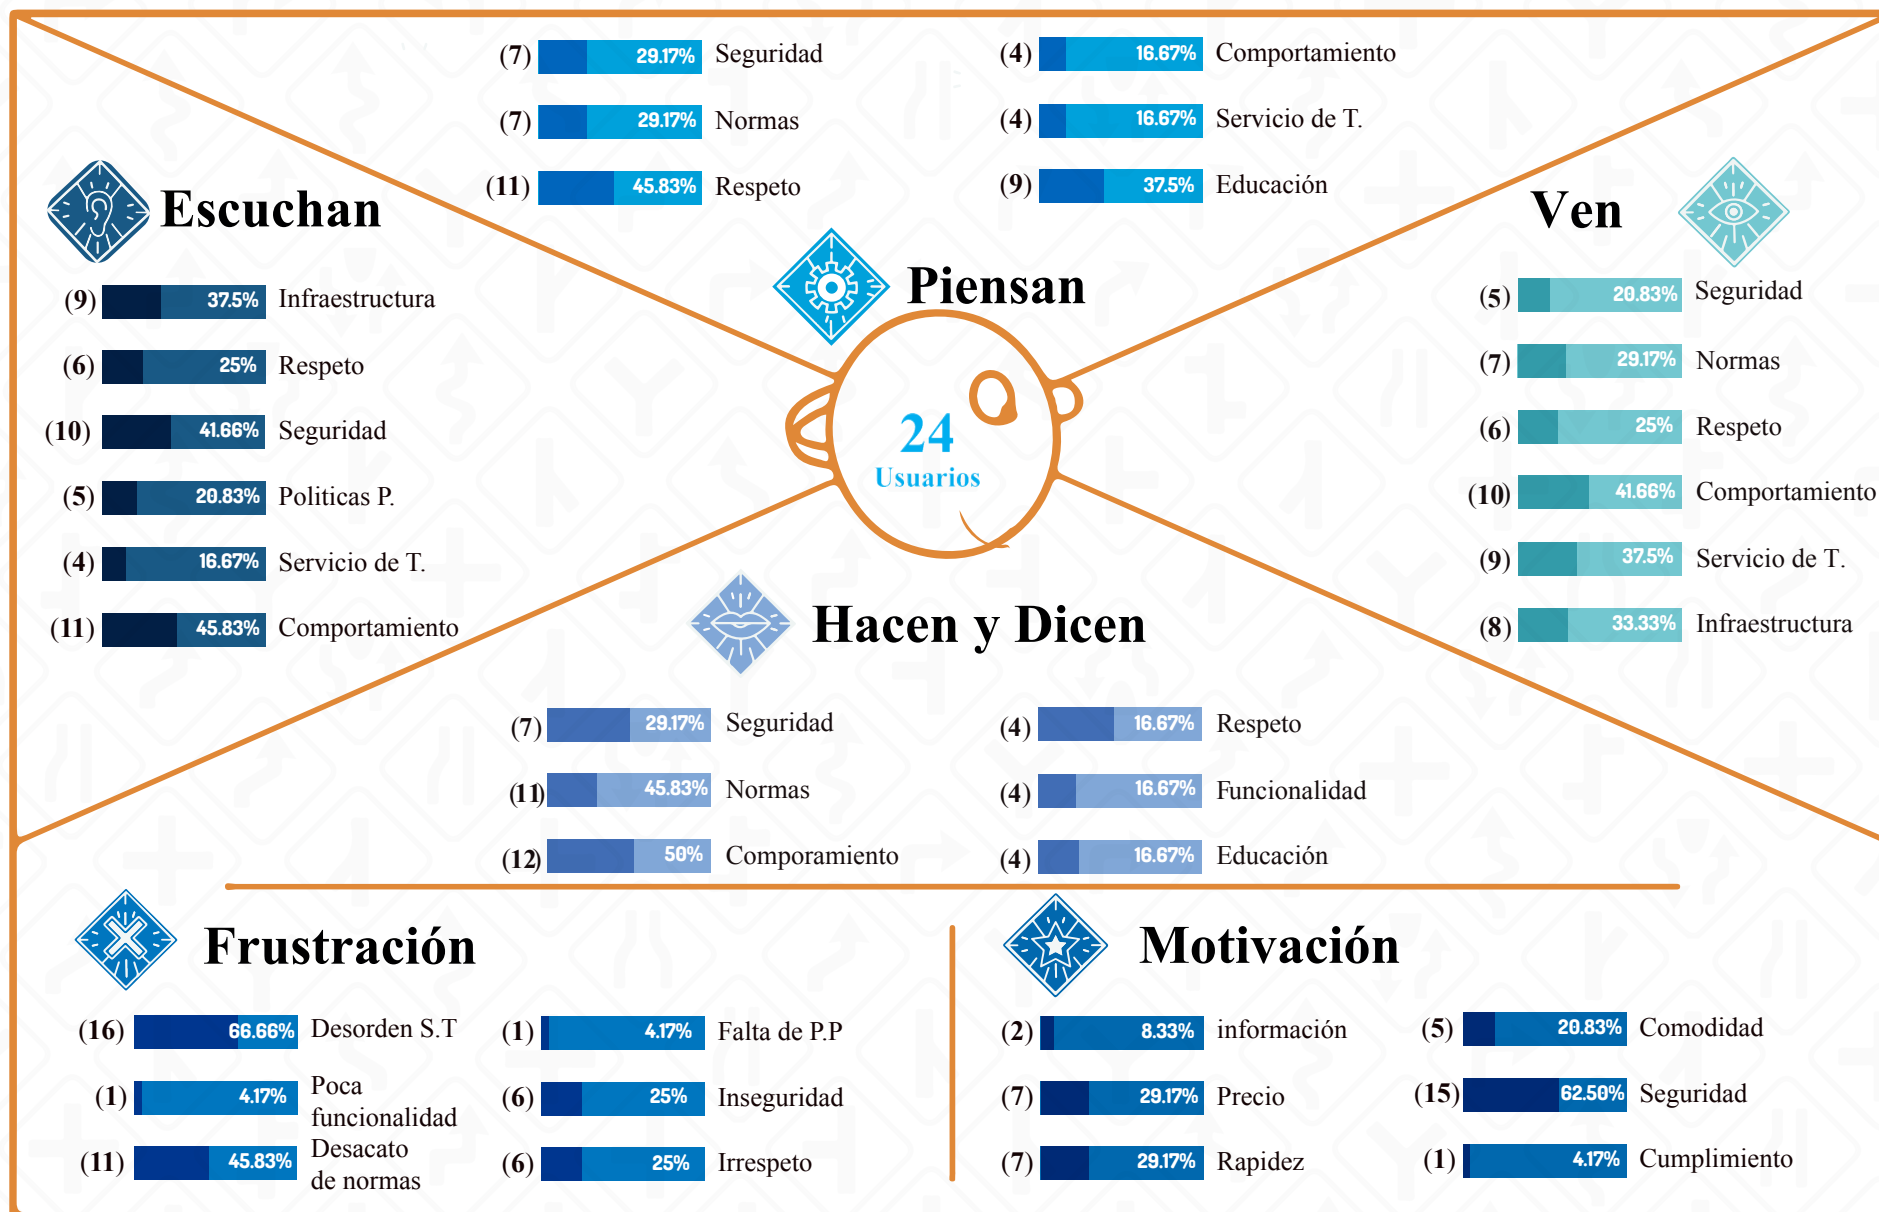 (7) 29.17% Seguridad
(7) 29.17% Normas
(11) 45.83% Respeto
(4) 16.67% Comportamiento
(4) 16.67% Servicio de T.
(9) 37.5% Educación
Piensan
Escuchan
(9) 37.5% Infraestructura
(6) 25% Respeto
(10) 41.66% Seguridad
(5) 20.83% Politicas P.
(4) 16.67% Servicio de T.
(11) 45.83% Comportamiento
24
Usuarios
Ven
(5) 20.83% Seguridad
(7) 29.17% Normas
(6) 25% Respeto
(10) 41.66% Comportamiento
(9) 37.5% Servicio de T.
(8) 33.33% Infraestructura
Hacen y Dicen
(7) 29.17% Seguridad
(11) 45.83% Normas
(12) 50% Comporamiento
(4) 16.67% Respeto
(4) 16.67% Funcionalidad
(4) 16.67% Educación
Frustración
(16) 66.66% Desorden S.T
(1) 4.17% Poca
funcionalidad
(11) 45.83% Desacato
de normas
(1) 4.17% Falta de P.P
(6) 25% Inseguridad
(6) 25% Irrespeto
Motivación
(2) 8.33% información
(7) 29.17% Precio
(7) 29.17% Rapidez
(5) 20.83% Comodidad
(15) 62.50% Seguridad
(1) 4.17% Cumplimiento